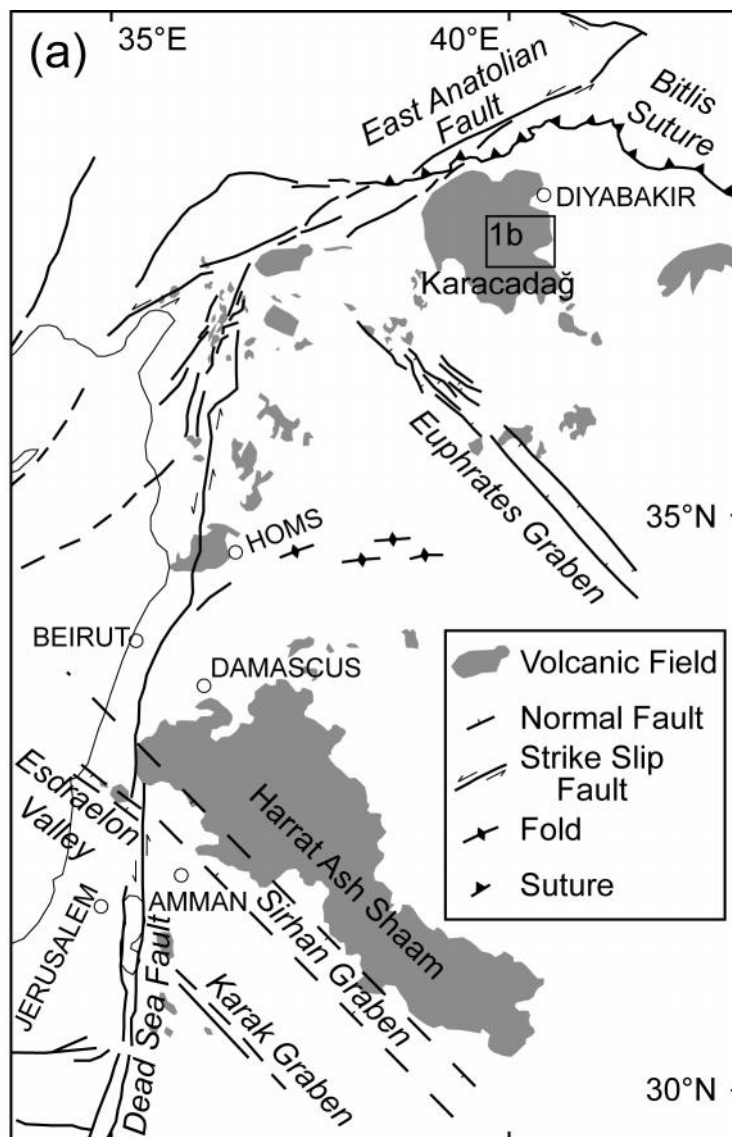 35°E
40°E
(a)
East Anatolian
Fault
Bitlis
Suture
DIYABAKIR
1b
Karacadağ
Euphrates Graben
35°N
HOMS
BEIRUT
DAMASCUS
Volcanic Field
Normal Fault
Strike Slip
Fault
Fold
Suture
Esdraelon
Valley
Harrat Ash Shaam
AMMAN
Sirhan Graben
JERUSALEM
Dead Sea Fault
Karak Graben
30°N